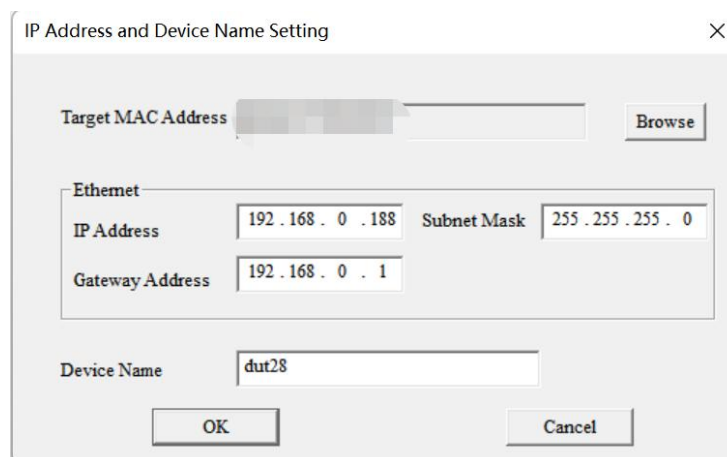 IP Address and Device Name Setting
Target MAC Address
Browse
Ethernet
IP Address 192 . 168 . 0 . 188 Subnet Mask 255 . 255 . 255 . 0
Gateway Address 192 . 168 . 0 . 1
Device Name dut28
OK Cancel